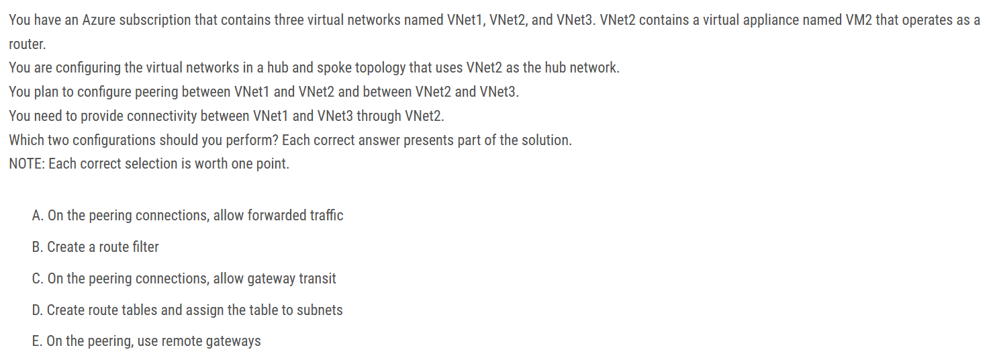 You have an Azure subscription that contains three virtual networks named VNet1, VNet2, and VNet3. VNet2 contains a virtual appliance named VM2 that operates as a
router.
You are configuring the virtual networks in a hub and spoke topology that uses VNet2 as the hub network.
You plan to configure peering between VNet1 and VNet2 and between VNet2 and VNet3.
You need to provide connectivity between VNet1 and VNet3 through VNet2.
Which two configurations should you perform? Each correct answer presents part of the solution.
NOTE: Each correct selection is worth one point.
A. On the peering connections, allow forwarded traffic
B. Create a route filter
C. On the peering connections, allow gateway transit
D. Create route tables and assign the table to subnets
E. On the peering, use remote gateways